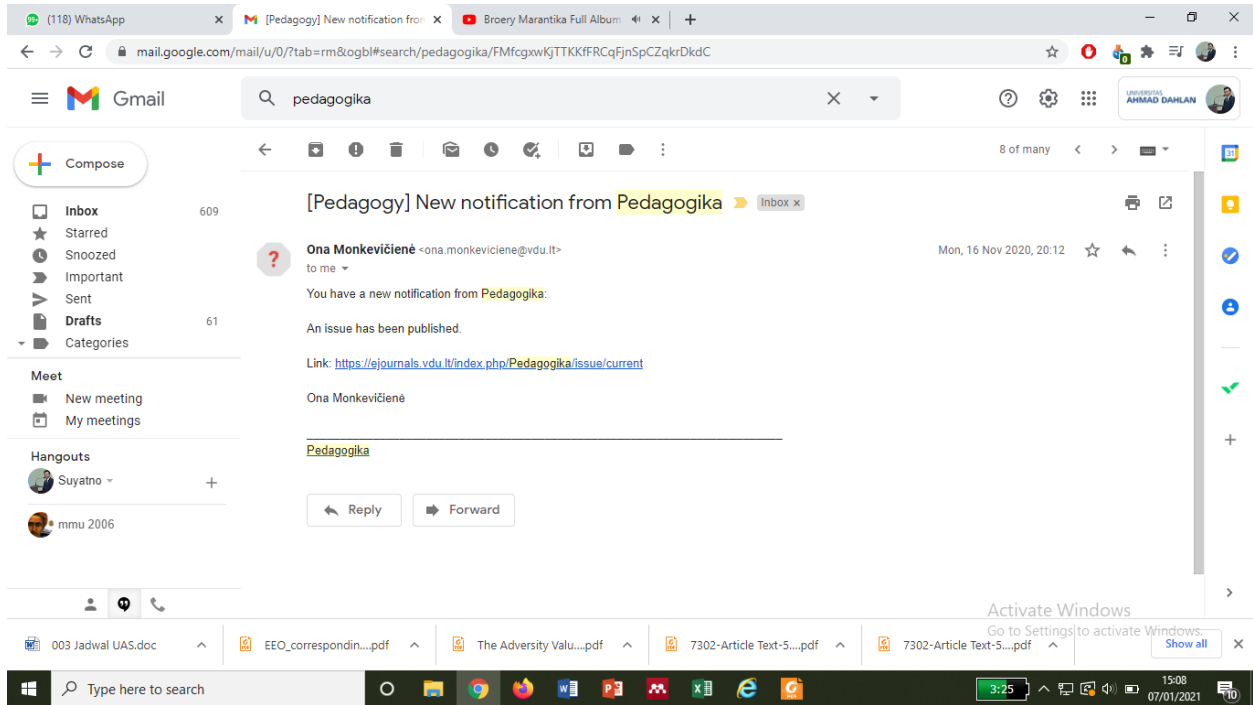 (118) WhatsApp
[Pedagogy] New notification from
Broery Marantika Full Album
mail.google.com/mail/u/0/?tab=rm&ogbl#search/pedagogika/FMfcgxwKjTTKKfFRCqFjnSpCZqkrDkdC
0
Gmail
pedagogika
UNIVERSITAS
AHMAD DAHLAN
Compose
8 of many
31
[Pedagogy] New notification from Pedagogika
Inbox x
Inbox 609
Starred
Snoozed
Important
Sent
Drafts 61
Categories
Ona Monkevičienė <ona.monkeviciene@vdu.lt>
Mon, 16 Nov 2020, 20:12
to me
You have a new notification from Pedagogika:
An issue has been published.
Link: https://ejournals.vdu.lt/index.php/Pedagogika/issue/current
Ona Monkevičienė
Pedagogika
Reply
Forward
Meet
New meeting
My meetings
Hangouts
Suyatno
mmu 2006
Activate Windows
Go to Settings to activate Windows.
003 Jadwal UAS.doc
EEO_correspondin....pdf
The Adversity Valu....pdf
7302-Article Text-5....pdf
7302-Article Text-5....pdf
Show all
Type here to search
3:25
15:08
07/01/2021
10